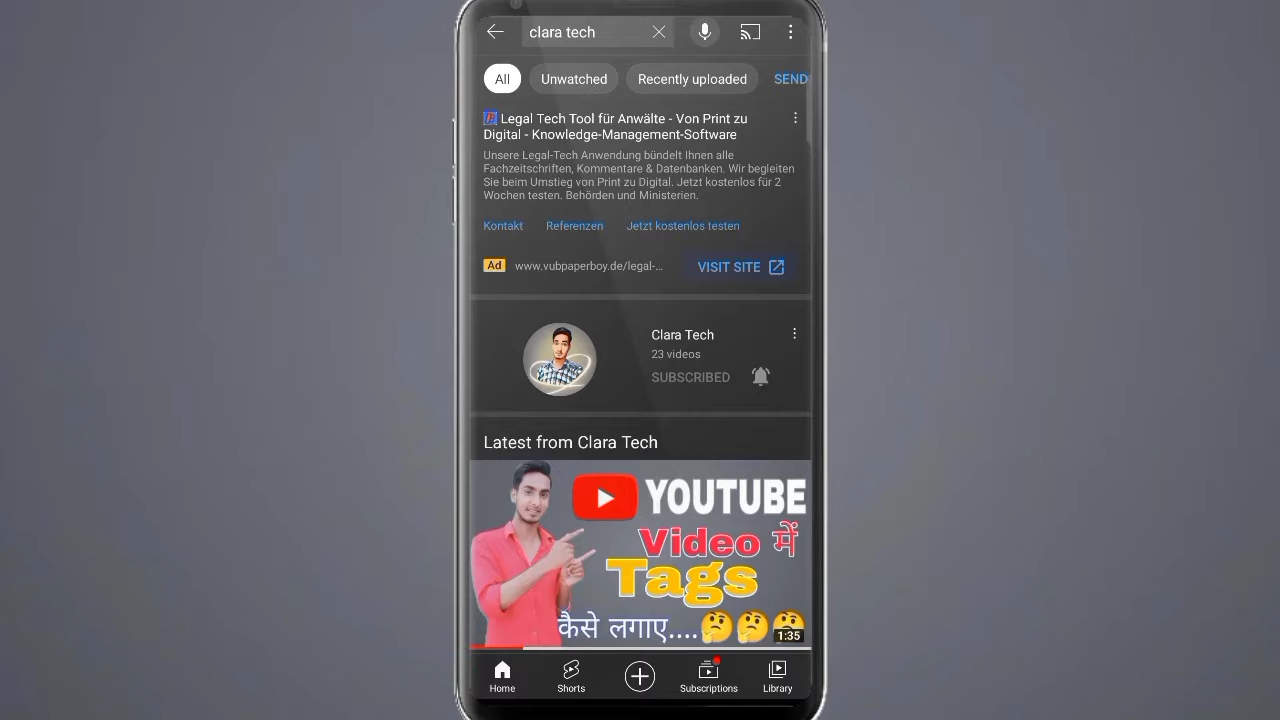 clara tech
All
Unwatched
Recently uploaded
SEND
Legal Tech Tool für Anwälte - Von Print zu
Digital - Knowledge-Management-Software
Unsere Legal-Tech Anwendung bündelt Ihnen alle
Fachzeitschriften, Kommentare & Datenbanken. Wir begleiten
Sie beim Umstieg von Print zu Digital. Jetzt kostenlos für 2
Wochen testen. Behörden und Ministerien.
Kontakt
Referenzen
Jetzt kostenlos testen
Ad
www.vubpaperboy.de/legal-...
VISIT SITE
Clara Tech
23 videos
SUBSCRIBED
Latest from Clara Tech
YOUTUBE
Video में
Tags
कैसे लगाए....
1:35
Home
Shorts
Subscriptions
Library